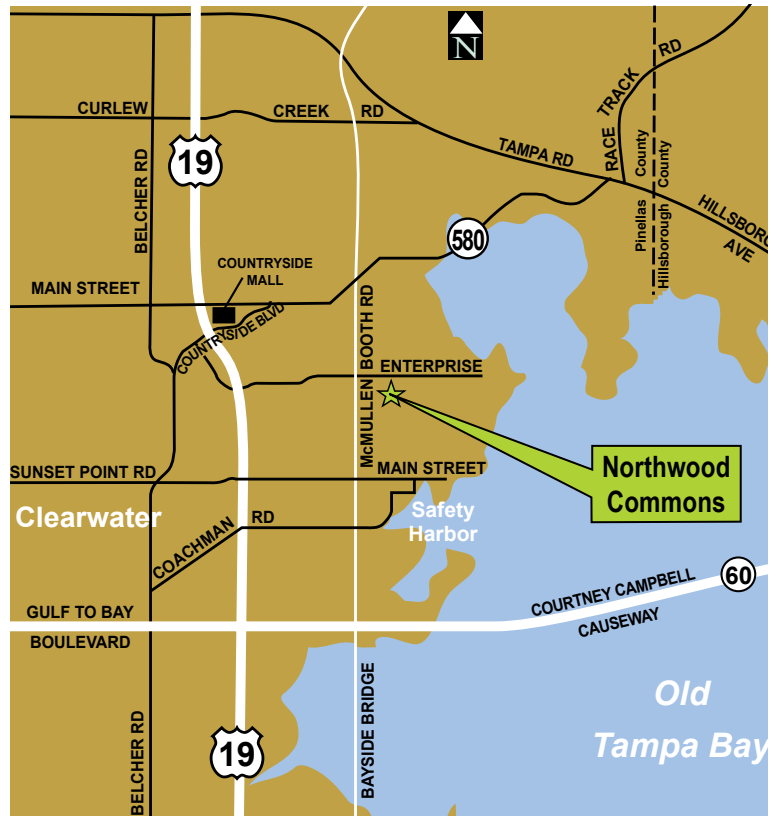 N
CURLEW
CREEK
RD
19
BELCHER RD
TAMPA RD
RACE TRACK RD
Pinellas County
Hillsborough County
HILLSBORO
AVE
580
COUNTRYSIDE
MALL
MAIN STREET
COUNTRYSIDE BLVD
McMULLEN BOOTH RD
ENTERPRISE
Northwood
Commons
SUNSET POINT RD
MAIN STREET
Clearwater
COACHMAN RD
Safety
Harbor
60
COURTNEY CAMPBELL
CAUSEWAY
GULF TO BAY
BOULEVARD
BELCHER RD
19
BAYSIDE BRIDGE
Old
Tampa Bay